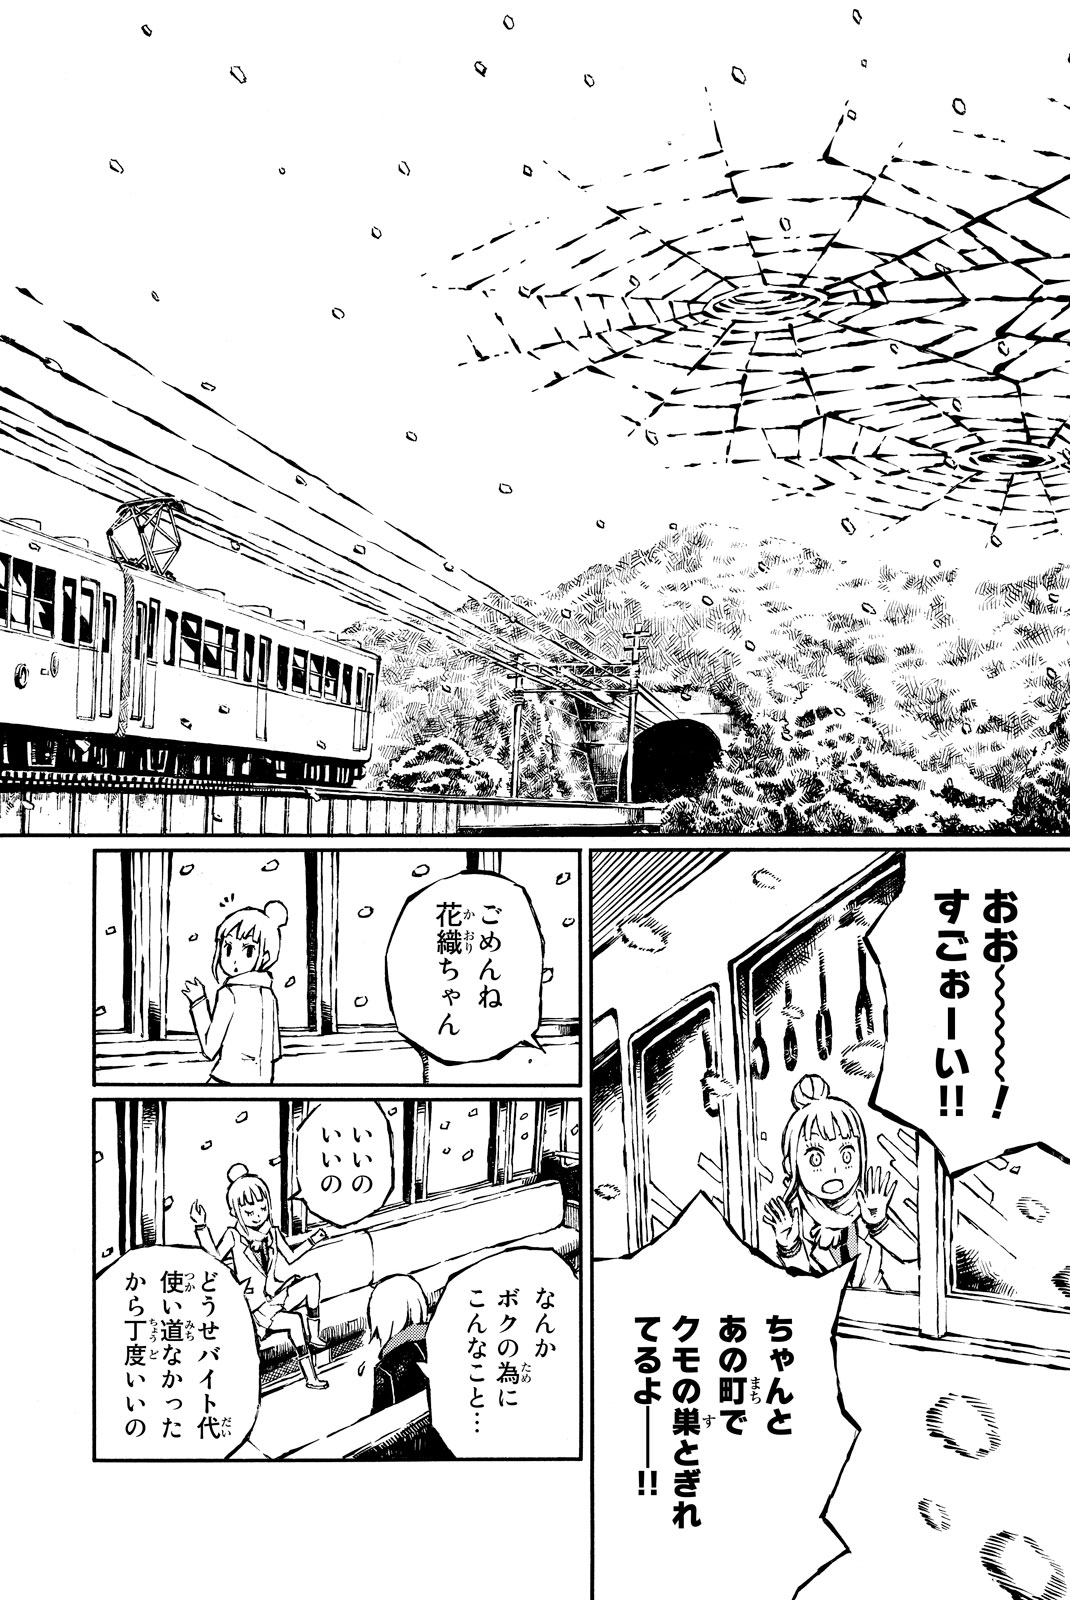 おお〜〜〜！
すごぉーい!!
ちゃんと
あの町で
クモの巣とぎれ
てるよ――!!
ごめんね
花織ちゃん
なんか
ボクの為に
こんなこと…
いいの
いいの
どうせバイト代
使い道なかった
から丁度いいの